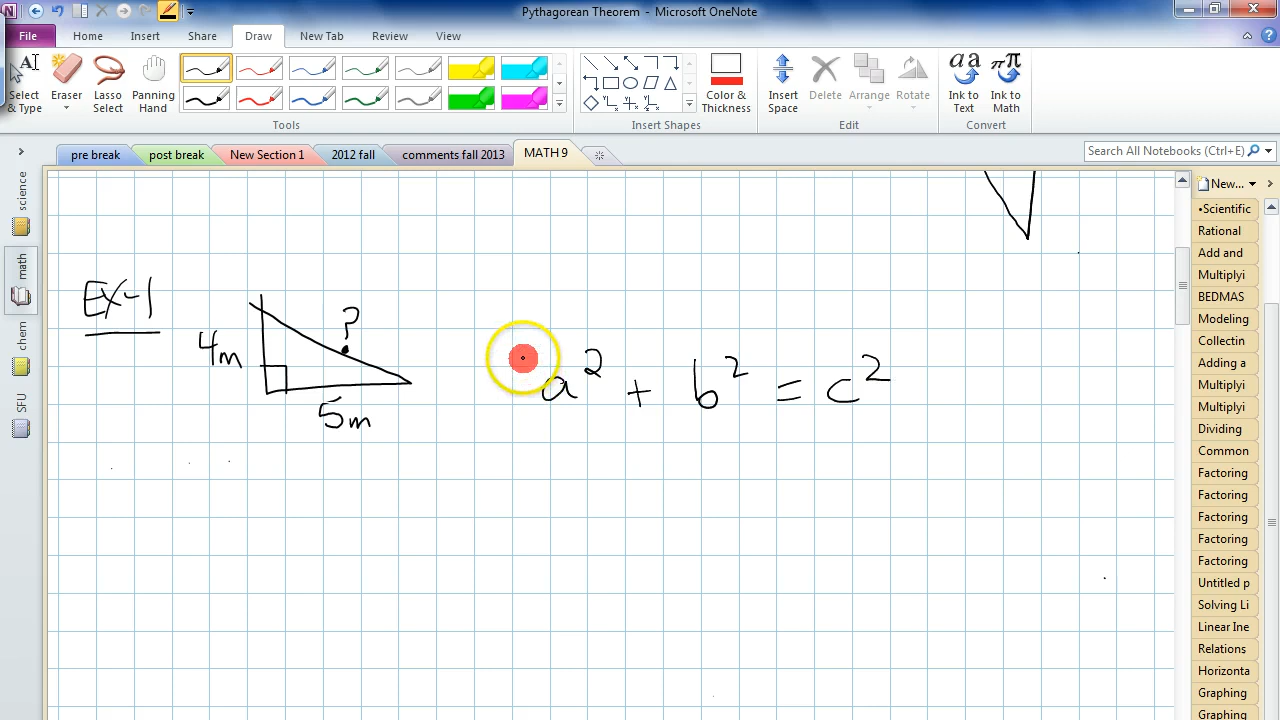 Pythagorean Theorem - Microsoft OneNote
File Home Insert Share Draw New Tab Review View
Select & Type Eraser Lasso Select Panning Hand Color & Thickness Insert Space Delete Arrange Rotate Ink to Text Ink to Math
Tools Insert Shapes Edit Convert
pre break post break New Section 1 2012 fall comments fall 2013 MATH 9 Search All Notebooks (Ctrl+E)
science
math
chem
SFU
New...
•Scientific
Rational
Add and
Multiplyi
BEDMAS
Modeling
Collectin
Adding a
Multiplyi
Multiplyi
Dividing
Common
Factoring
Factoring
Factoring
Factoring
Factoring
Untitled p
Solving Li
Linear Ine
Relations
Horizonta
Graphing
Graphing
EX-1
?
4m
5m
a² + b² = c²